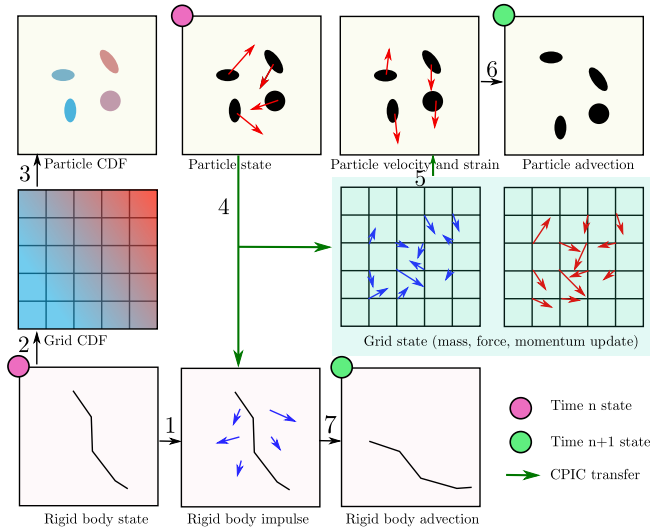 Particle CDF
Particle state
Particle velocity and strain
6
Particle advection
3
4
5
Grid CDF
Grid state (mass, force, momentum update)
2
1
7
Time n state
Time n+1 state
CPIC transfer
Rigid body state
Rigid body impulse
Rigid body advection